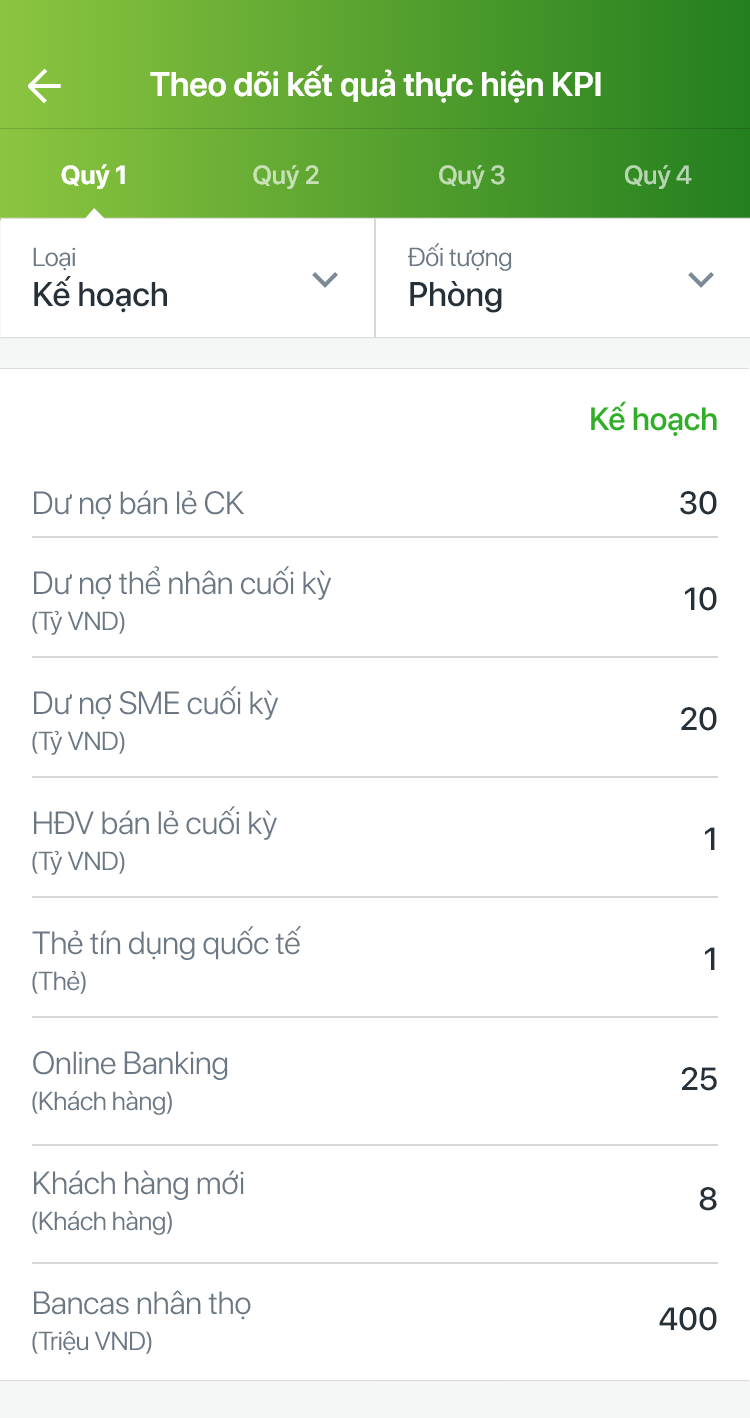 Theo dõi kết quả thực hiện KPI
Quý 1 Quý 2 Quý 3 Quý 4
Loại
Kế hoạch
Đối tượng
Phòng
Kế hoạch
Dư nợ bán lẻ CK 30
Dư nợ thể nhân cuối kỳ
(Tỷ VND)
10
Dư nợ SME cuối kỳ
(Tỷ VND)
20
HĐV bán lẻ cuối kỳ
(Tỷ VND)
1
Thẻ tín dụng quốc tế
(Thẻ)
1
Online Banking
(Khách hàng)
25
Khách hàng mới
(Khách hàng)
8
Bancas nhân thọ
(Triệu VND)
400